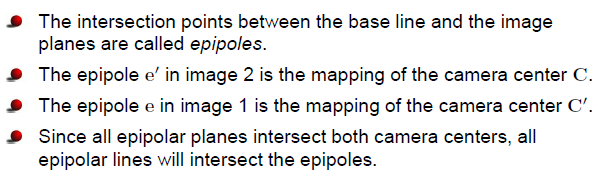 The intersection points between the base line and the image
planes are called epipoles.
The epipole e′ in image 2 is the mapping of the camera center C.
The epipole e in image 1 is the mapping of the camera center C′.
Since all epipolar planes intersect both camera centers, all
epipolar lines will intersect the epipoles.